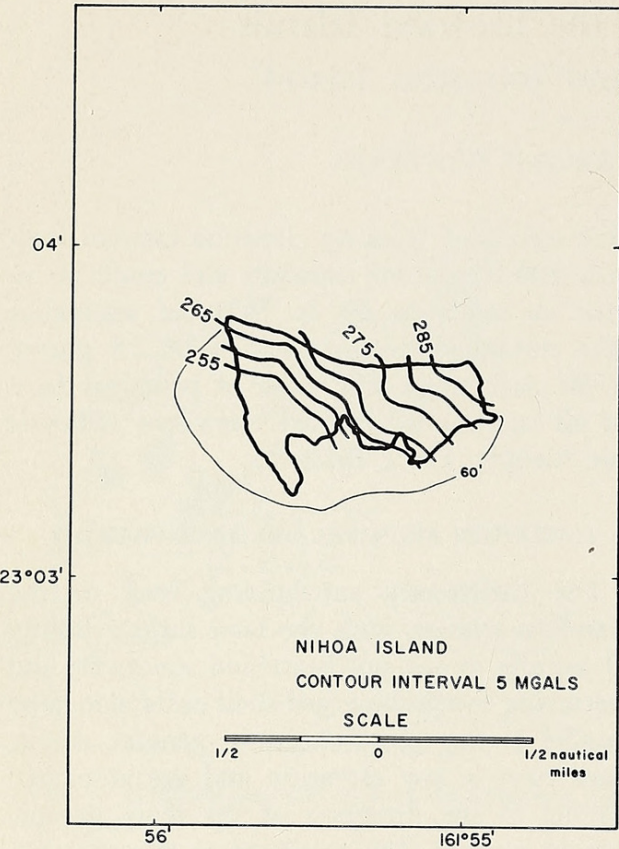 04'
265
255
275
285
60'
23°03'
NIHOA ISLAND
CONTOUR INTERVAL 5 MGALS
SCALE
1/2 0 1/2 nautical
miles
56' 161°55'